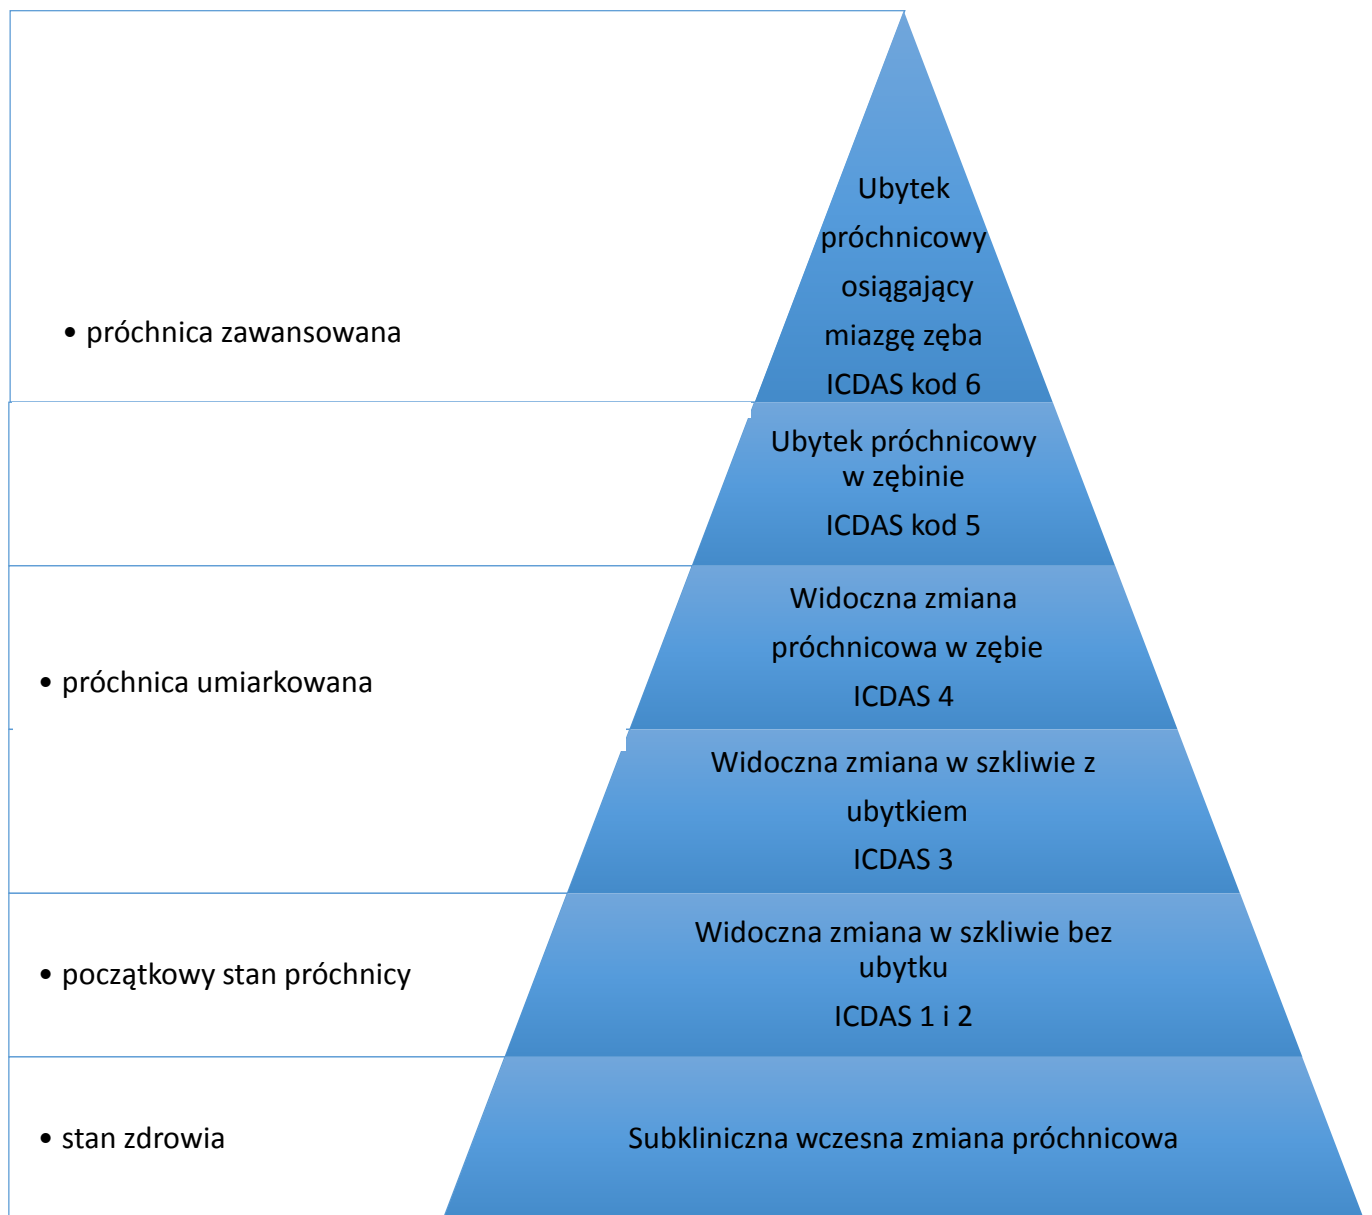 Ubytek
próchnicowy
osiągający
miazgę zęba
ICDAS kod 6
• próchnica zawansowana
Ubytek próchnicowy
w zębinie
ICDAS kod 5
Widoczna zmiana
próchnicowa w zębie
ICDAS 4
• próchnica umiarkowana
Widoczna zmiana w szkliwie z
ubytkiem
ICDAS 3
Widoczna zmiana w szkliwie bez
ubytku
ICDAS 1 i 2
• początkowy stan próchnicy
• stan zdrowia
Subkliniczna wczesna zmiana próchnicowa